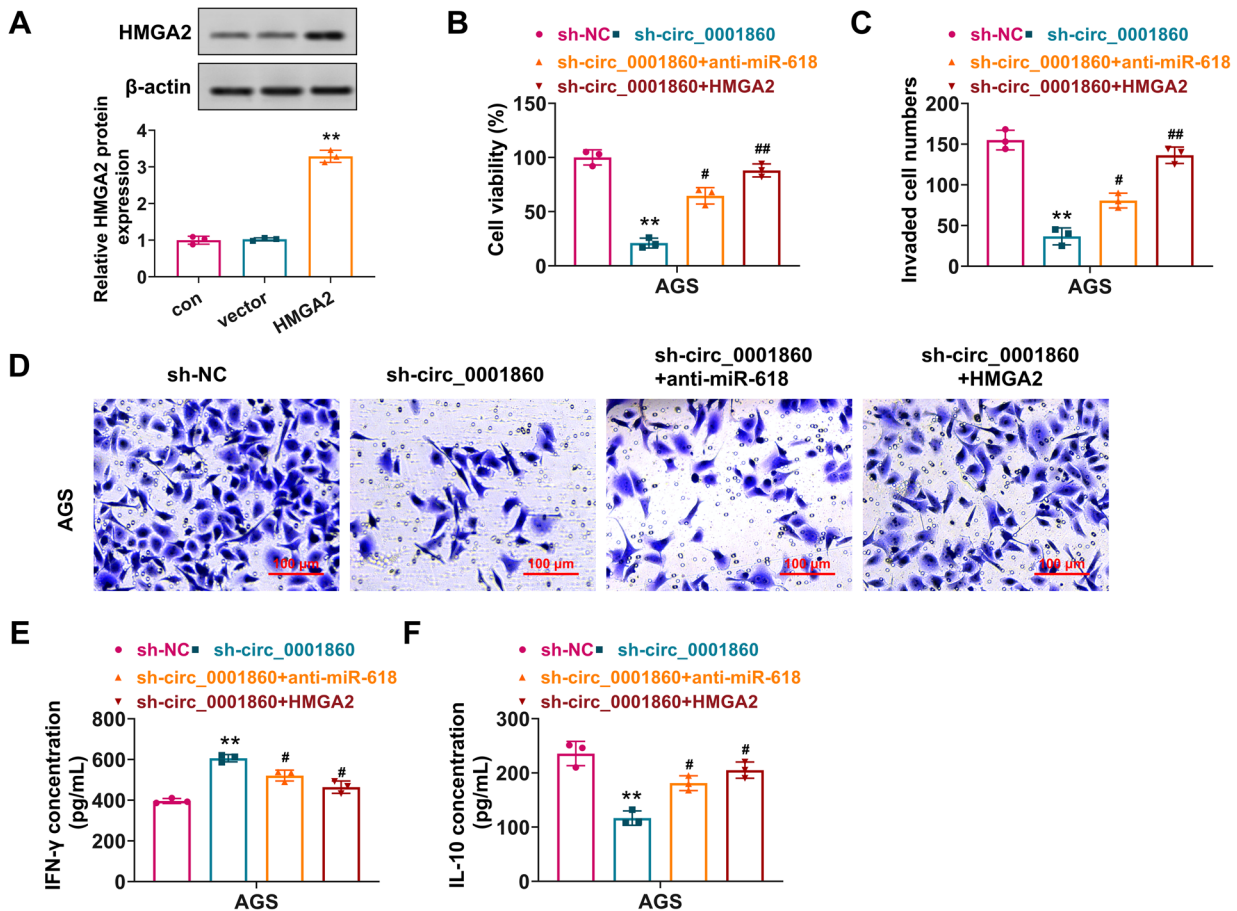 A
HMGA2
β-actin
Relative HMGA2 protein
expression
4
3
2
1
0
**
con
vector
HMGA2
B
sh-NC sh-circ_0001860
sh-circ_0001860+anti-miR-618
sh-circ_0001860+HMGA2
Cell viability (%)
150
100
50
0
**
#
##
AGS
C
sh-NC sh-circ_0001860
sh-circ_0001860+anti-miR-618
sh-circ_0001860+HMGA2
Invaded cell numbers
150
100
50
0
**
#
##
AGS
D
sh-NC
sh-circ_0001860
sh-circ_0001860
+anti-miR-618
sh-circ_0001860
+HMGA2
AGS
100 μm
100 μm
100 μm
100 μm
E
sh-NC sh-circ_0001860
sh-circ_0001860+anti-miR-618
sh-circ_0001860+HMGA2
IFN-γ concentration
(pg/mL)
800
600
400
200
0
**
#
#
AGS
F
sh-NC sh-circ_0001860
sh-circ_0001860+anti-miR-618
sh-circ_0001860+HMGA2
IL-10 concentration
(pg/mL)
300
200
100
0
**
#
#
AGS